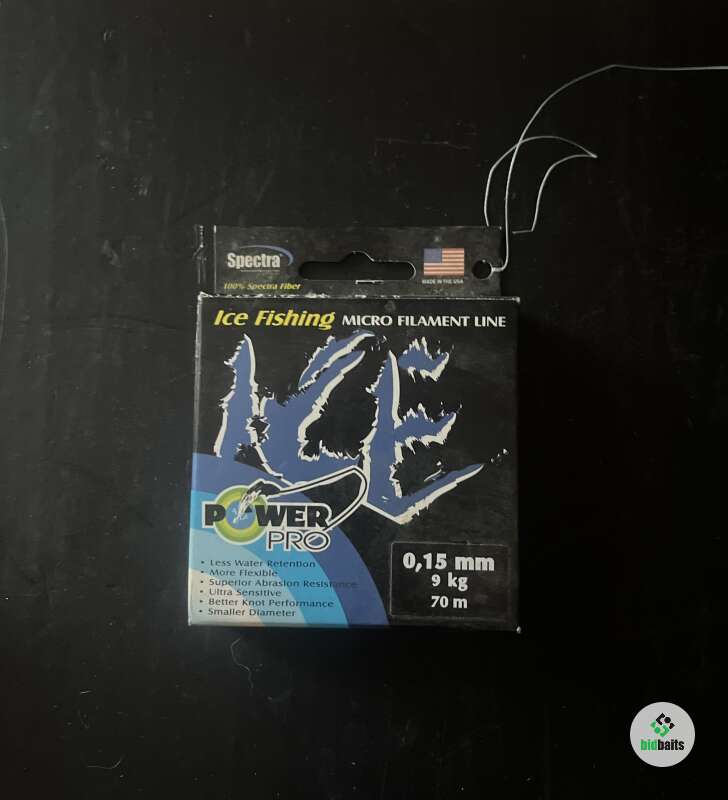 Spectra
100% Spectra Fiber
MADE IN THE USA
Ice Fishing MICRO FILAMENT LINE
ICE
POWER
PRO
• Less Water Retention
• More Flexible
• Superior Abrasion Resistance
• Ultra Sensitive
• Better Knot Performance
• Smaller Diameter
0,15 mm
9 kg
70 m
bidbaits